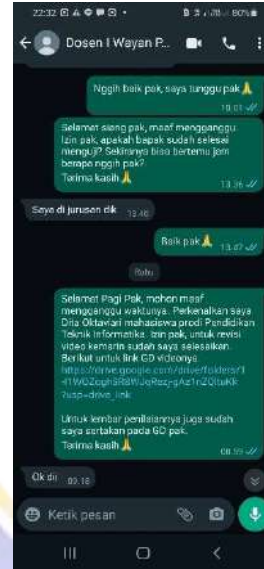 22:32
80%
Dosen I Wayan P...
Nggih baik pak, saya tunggu pak🙏
10.01
Selamat siang pak, maaf mengganggu
Izin pak, apakah bapak sudah selesai
menguji? Sekiranya bisa bertemu jam
berapa nggih pak?
Terima kasih🙏
13.36
Saya di jurusan dik
13.40
Baik pak🙏
13.47
Rabu
Selamat Pagi Pak, mohon maaf
mengganggu waktunya. Perkenalkan saya
Dita Oktaviari mahasiswa prodi Pendidikan
Teknik Informatika. Izin pak, untuk revisi
video kemarin sudah saya selesaikan.
Berikut untuk link GD videonya
https://drive.google.com/drive/folders/1
?usp=drive_link
Untuk lembar penilaiannya juga sudah
saya sertakan pada GD pak.
Terima kasih🙏
08.59
Ok dii
09.18
Ketik pesan